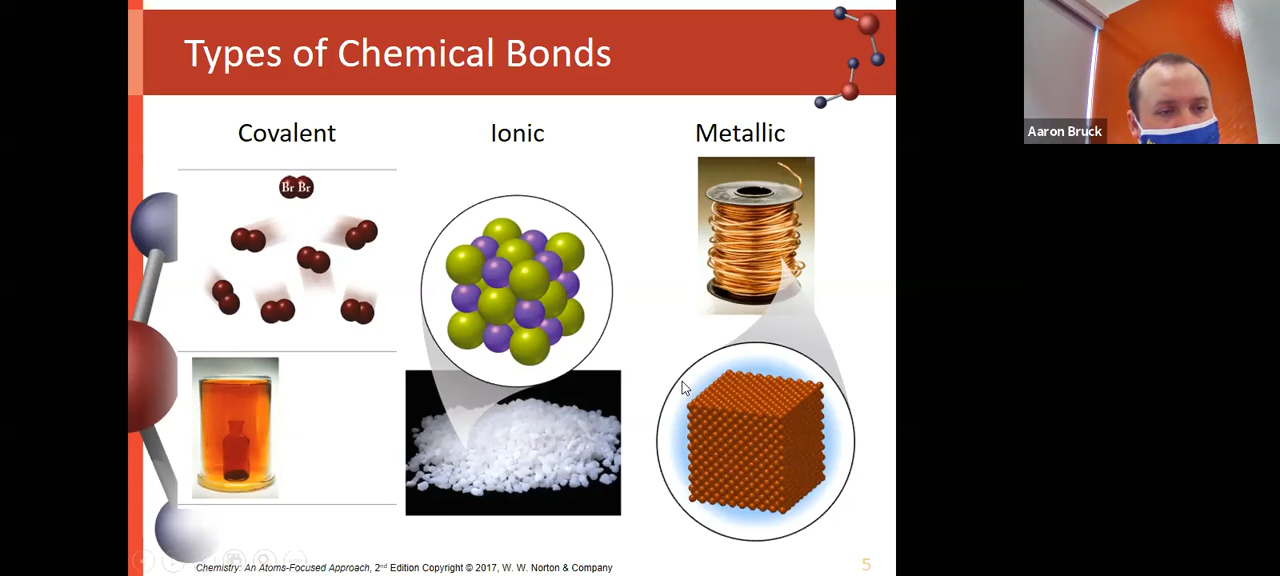 Types of Chemical Bonds
Covalent
Ionic
Metallic
Br Br
Chemistry: An Atoms-Focused Approach, 2nd Edition Copyright © 2017, W. W. Norton & Company
5
Aaron Bruck